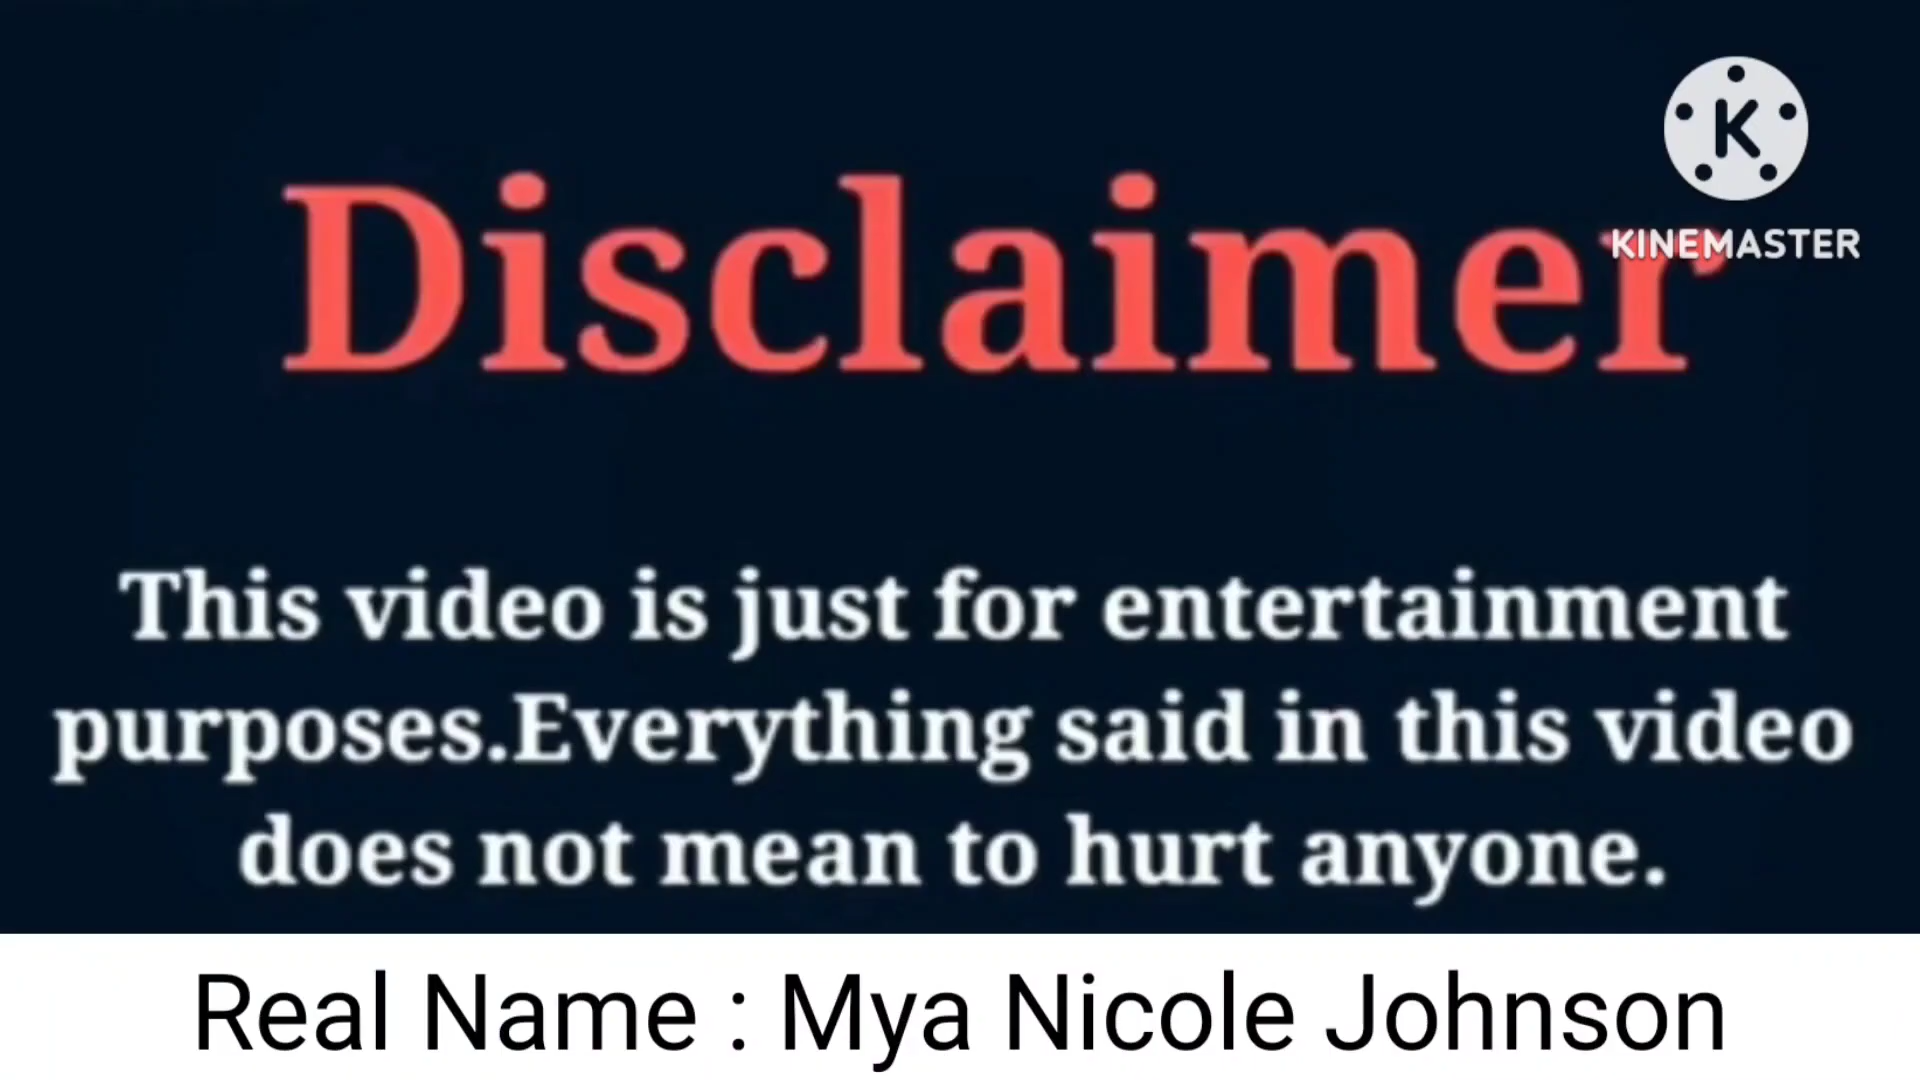 K
KINEMASTER
Disclaimer
This video is just for entertainment
purposes.Everything said in this video
does not mean to hurt anyone.
Real Name : Mya Nicole Johnson